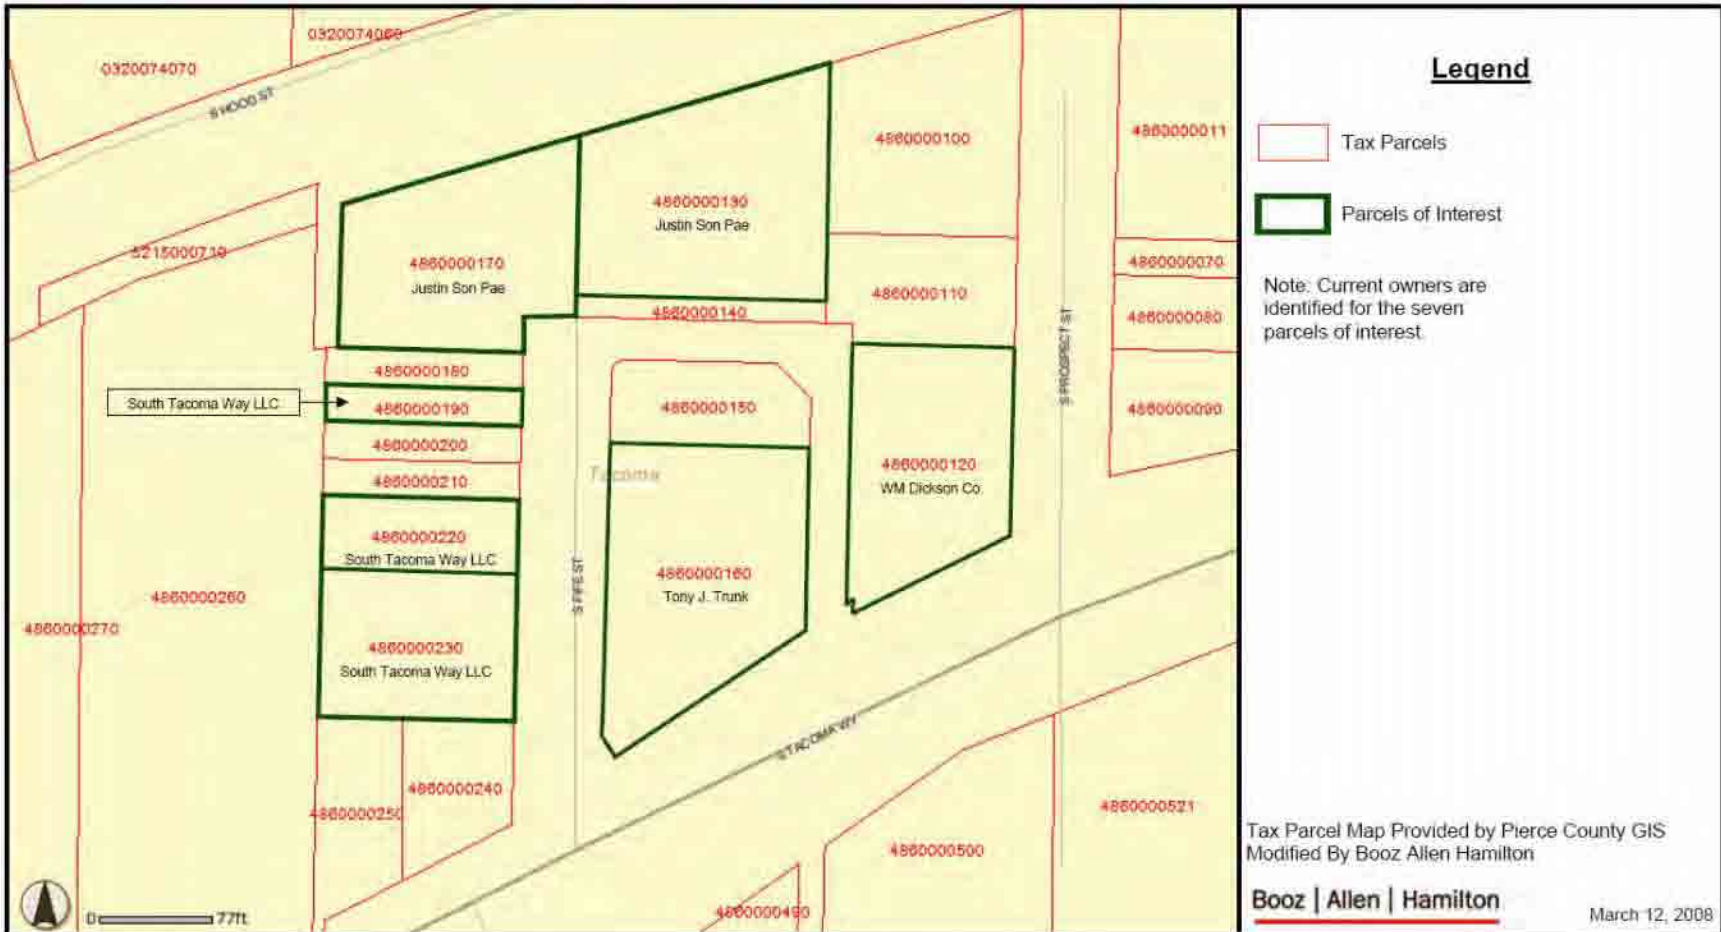 0320074060
0320074070
S HOOD ST
4860000100
4860000011
4860000130
Justin Son Pae
5215000710
4860000170
Justin Son Pae
4860000070
4860000110
4860000140
4860000080
S PROSPECT ST
4860000180
South Tacoma Way LLC
4860000190
4860000150
4860000090
4860000200
4860000120
WM Dickson Co.
Tacoma
4860000210
4860000220
South Tacoma Way LLC
S FIFE ST
4860000160
Tony J. Trunk
4860000260
4860000270
4860000230
South Tacoma Way LLC
S TACOMA WY
4860000240
4860000250
4860000521
4860000500
4860000490
0 77ft
Legend
Tax Parcels
Parcels of Interest
Note: Current owners are
identified for the seven
parcels of interest.
Tax Parcel Map Provided by Pierce County GIS
Modified By Booz Allen Hamilton
Booz | Allen | Hamilton
March 12, 2008